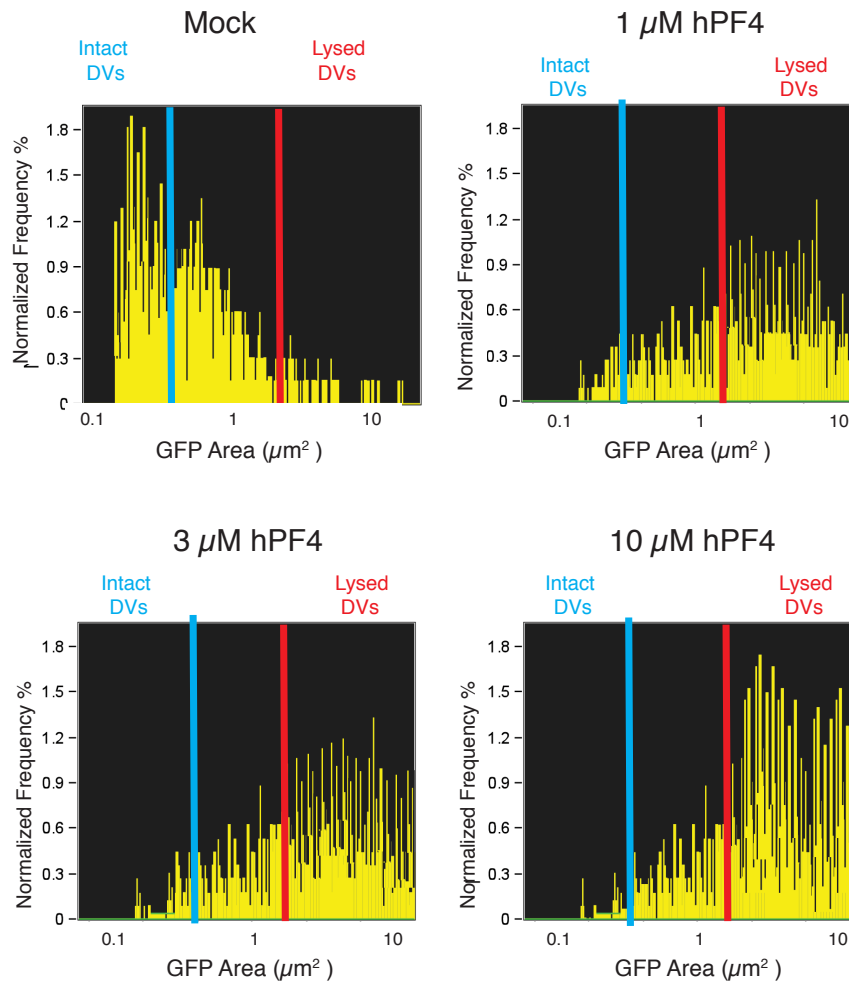 Mock
Intact
DVs
Lysed
DVs
Normalized Frequency %
1.8
1.5
1.2
0.9
0.6
0.3
0
0.1 1 10
GFP Area (µm² )
1 µM hPF4
Intact
DVs
Lysed
DVs
Normalized Frequency %
1.8
1.5
1.2
0.9
0.6
0.3
0
0.1 1 10
GFP Area (µm² )
3 µM hPF4
Intact
DVs
Lysed
DVs
Normalized Frequency %
1.8
1.5
1.2
0.9
0.6
0.3
0
0.1 1 10
GFP Area (µm² )
10 µM hPF4
Intact
DVs
Lysed
DVs
Normalized Frequency %
1.8
1.5
1.2
0.9
0.6
0.3
0
0.1 1 10
GFP Area (µm² )